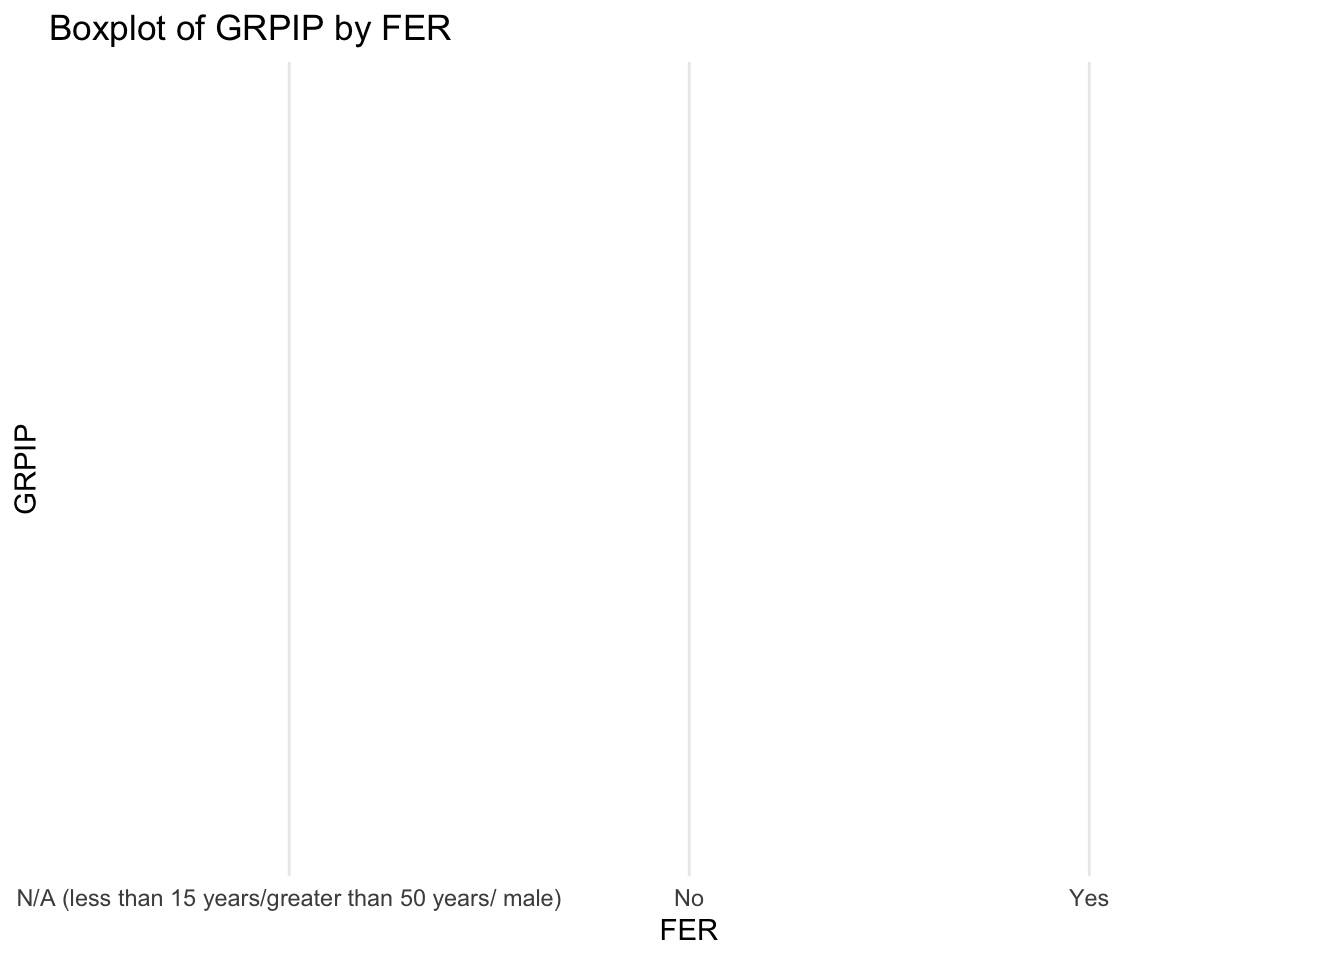 Boxplot of GRPIP by FER
GRPIP
N/A (less than 15 years/greater than 50 years/ male)
No
Yes
FER